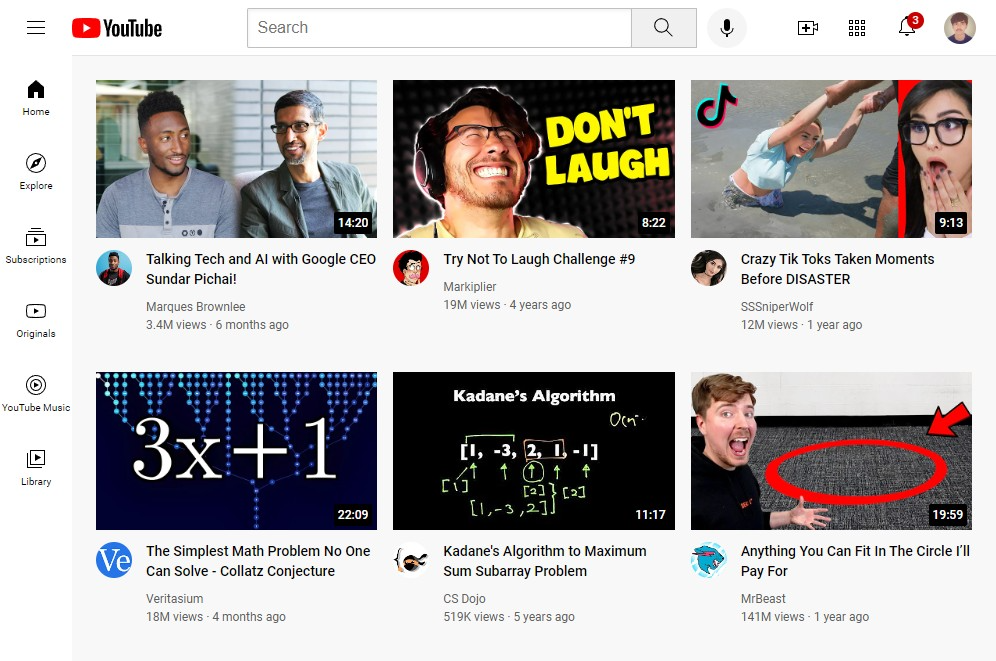 YouTube
Search
3
Home
Explore
Subscriptions
Originals
YouTube Music
Library
14:20
Talking Tech and AI with Google CEO
Sundar Pichai!
Marques Brownlee
3.4M views · 6 months ago
DON'T
LAUGH
8:22
Try Not To Laugh Challenge #9
Markiplier
19M views · 4 years ago
9:13
Crazy Tik Toks Taken Moments
Before DISASTER
SSSniperWolf
12M views · 1 year ago
3x+1
22:09
Ve
The Simplest Math Problem No One
Can Solve - Collatz Conjecture
Veritasium
18M views · 4 months ago
Kadane's Algorithm
[1, -3, 2, 1, -1]
[1]
[2]
[2]
[1,-3,2]
11:17
Kadane's Algorithm to Maximum
Sum Subarray Problem
CS Dojo
519K views · 5 years ago
19:59
Anything You Can Fit In The Circle I'll
Pay For
MrBeast
141M views · 1 year ago